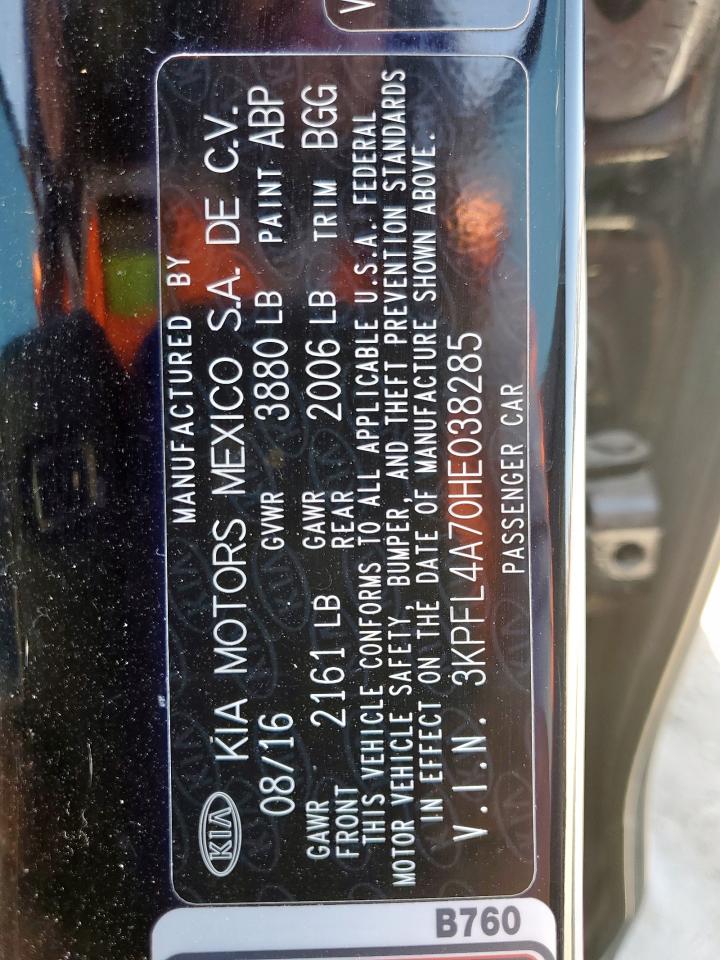 V
MANUFACTURED BY
KIA KIA MOTORS MEXICO S.A. DE C.V.
08/16 GVWR 3880 LB PAINT ABP
GAWR FRONT 2161 LB GAWR REAR 2006 LB TRIM BGG
THIS VEHICLE CONFORMS TO ALL APPLICABLE U.S.A. FEDERAL
MOTOR VEHICLE SAFETY, BUMPER, AND THEFT PREVENTION STANDARDS
IN EFFECT ON THE DATE OF MANUFACTURE SHOWN ABOVE.
V.I.N. 3KPFL4A70HE038285
PASSENGER CAR
B760